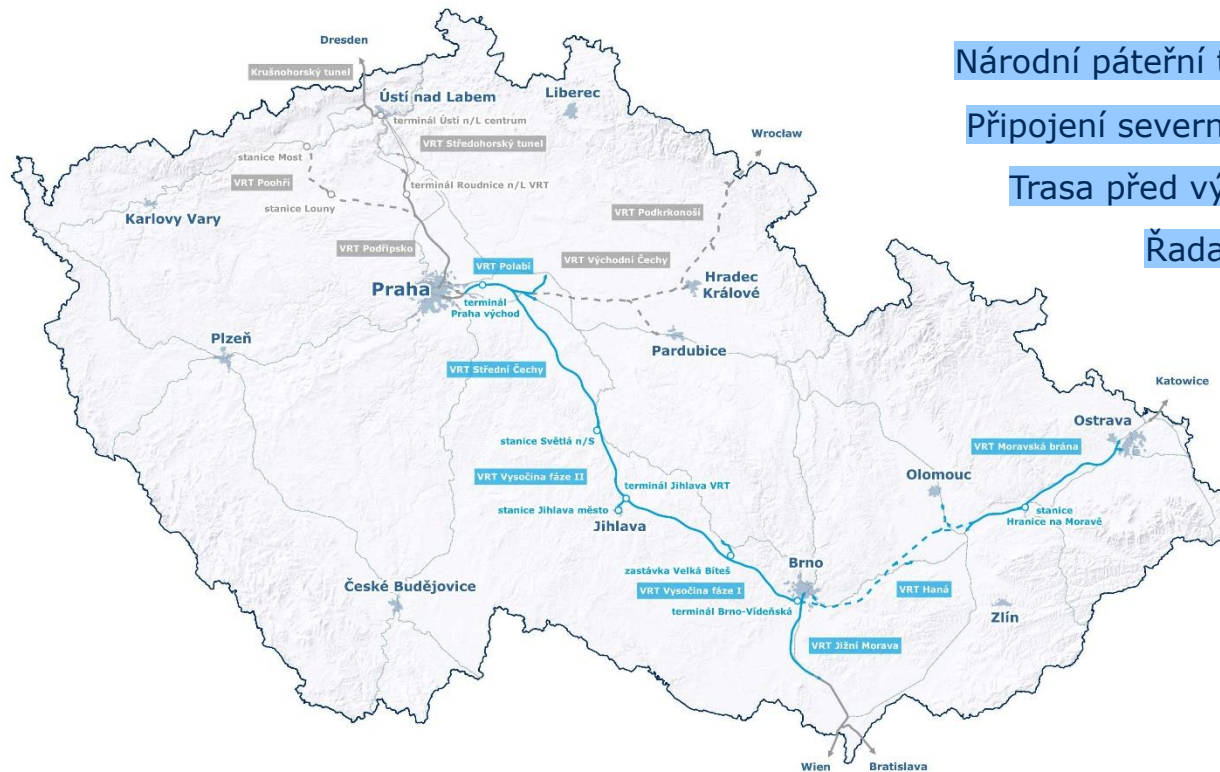 Národní páteřní
Připojení severn
Trasa před vý
Řada
Dresden
Krušnohorský tunel
Ústí nad Labem
Liberec
terminál Ústí n/L centrum
VRT Středohorský tunel
Wrocław
stanice Most
VRT Poohří
terminál Roudnice n/L VRT
stanice Louny
Karlovy Vary
VRT Podkrkonoší
VRT Podřipsko
VRT Východní Čechy
VRT Polabí
Hradec
Králové
Praha
terminál
Praha východ
Plzeň
Pardubice
VRT Střední Čechy
Katowice
Ostrava
stanice Světlá n/S
VRT Moravská brána
VRT Vysočina fáze II
Olomouc
terminál Jihlava VRT
stanice Jihlava město
stanice
Hranice na Moravě
Jihlava
Brno
zastávka Velká Bíteš
České Budějovice
VRT Vysočina fáze I
VRT Haná
terminál Brno-Vídeňská
Zlín
VRT Jižní Morava
Wien
Bratislava